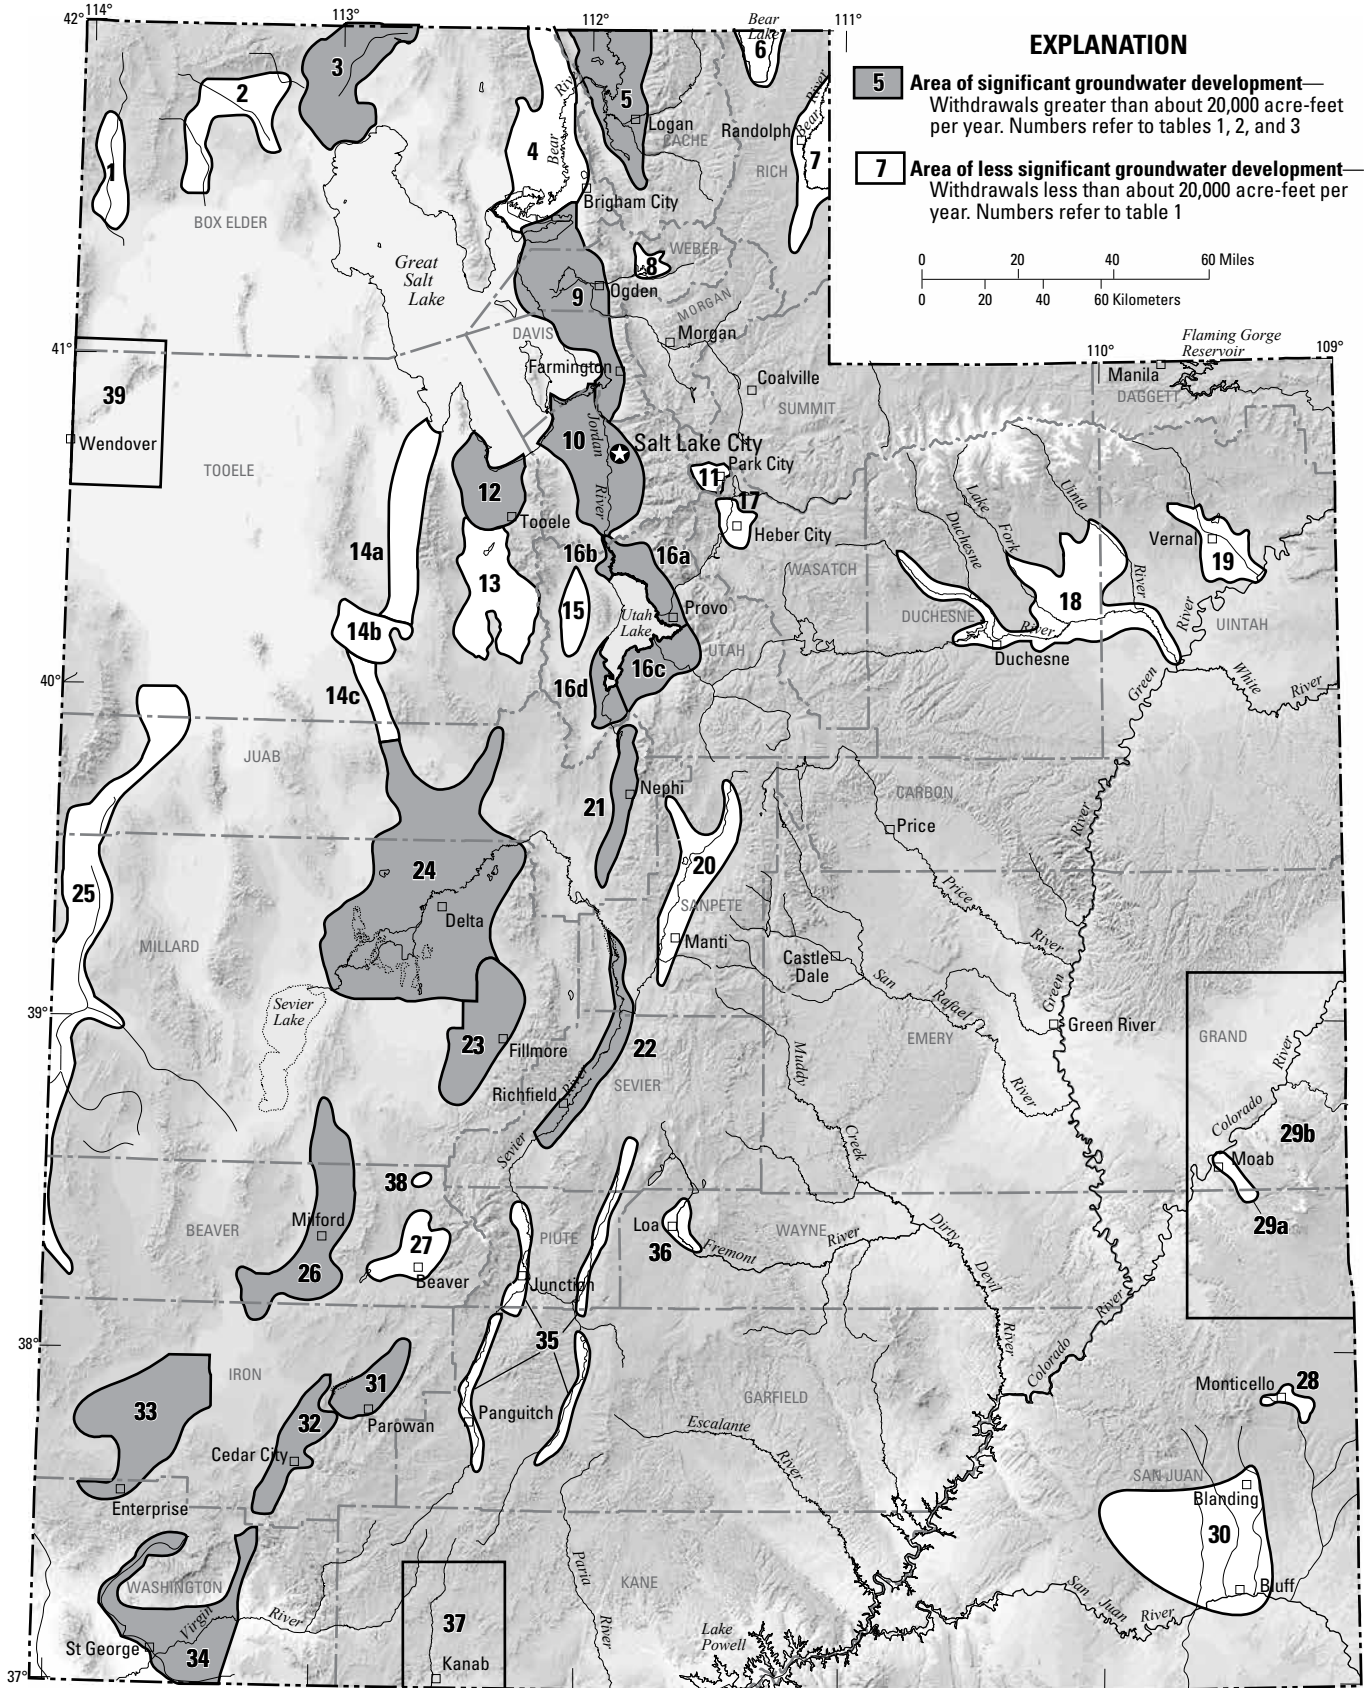 42°
114°
113°
112°
111°
Bear
Lake
EXPLANATION
5
Area of significant groundwater development—
Withdrawals greater than about 20,000 acre-feet
per year. Numbers refer to tables 1, 2, and 3
7
Area of less significant groundwater development—
Withdrawals less than about 20,000 acre-feet per
year. Numbers refer to table 1
0 20 40 60 Miles
0 20 40 60 Kilometers
1
2
3
4
5
6
7
Bear
River
Logan
CACHE
Randolph
Bear
River
RICH
BOX ELDER
Brigham City
WEBER
8
Great
Salt
Lake
9
Ogden
MORGAN
Morgan
DAVIS
Farmington
41°
39
Wendover
Coalville
SUMMIT
110°
Flaming Gorge
Reservoir
109°
Manila
DAGGETT
TOOELE
10
Jordan
River
Salt Lake City
Park City
11
12
Tooele
17
Heber City
WASATCH
Lake
Fork
Duchesne
Uinta
River
Vernal
19
14a
13
16b
16a
15
Utah
Lake
Provo
14b
14c
UTAH
16c
16d
DUCHESNE
18
River
Duchesne
River
UINTAH
Green
White
River
40°
JUAB
21
Nephi
CARBON
Price
River
24
Delta
20
SANPETE
Manti
Price
River
25
MILLARD
Castle
Dale
San
Rafael
River
Green
Green River
Sevier
Lake
39°
23
Fillmore
22
Richfield
River
SEVIER
Sevier
EMERY
Muddy
Creek
GRAND
River
Colorado
29b
Moab
29a
38
BEAVER
Milford
26
27
Beaver
PIUTE
Junction
Loa
36
Fremont
River
WAYNE
Dirty
Devil
River
River
Colorado
38°
35
IRON
33
31
32
Parowan
Cedar City
Panguitch
GARFIELD
Escalante
River
Monticello
28
Enterprise
SAN JUAN
Blanding
30
Bluff
WASHINGTON
Virgin
River
St George
34
37
Kanab
Paria
River
KANE
Lake
Powell
San
Juan
River
37°